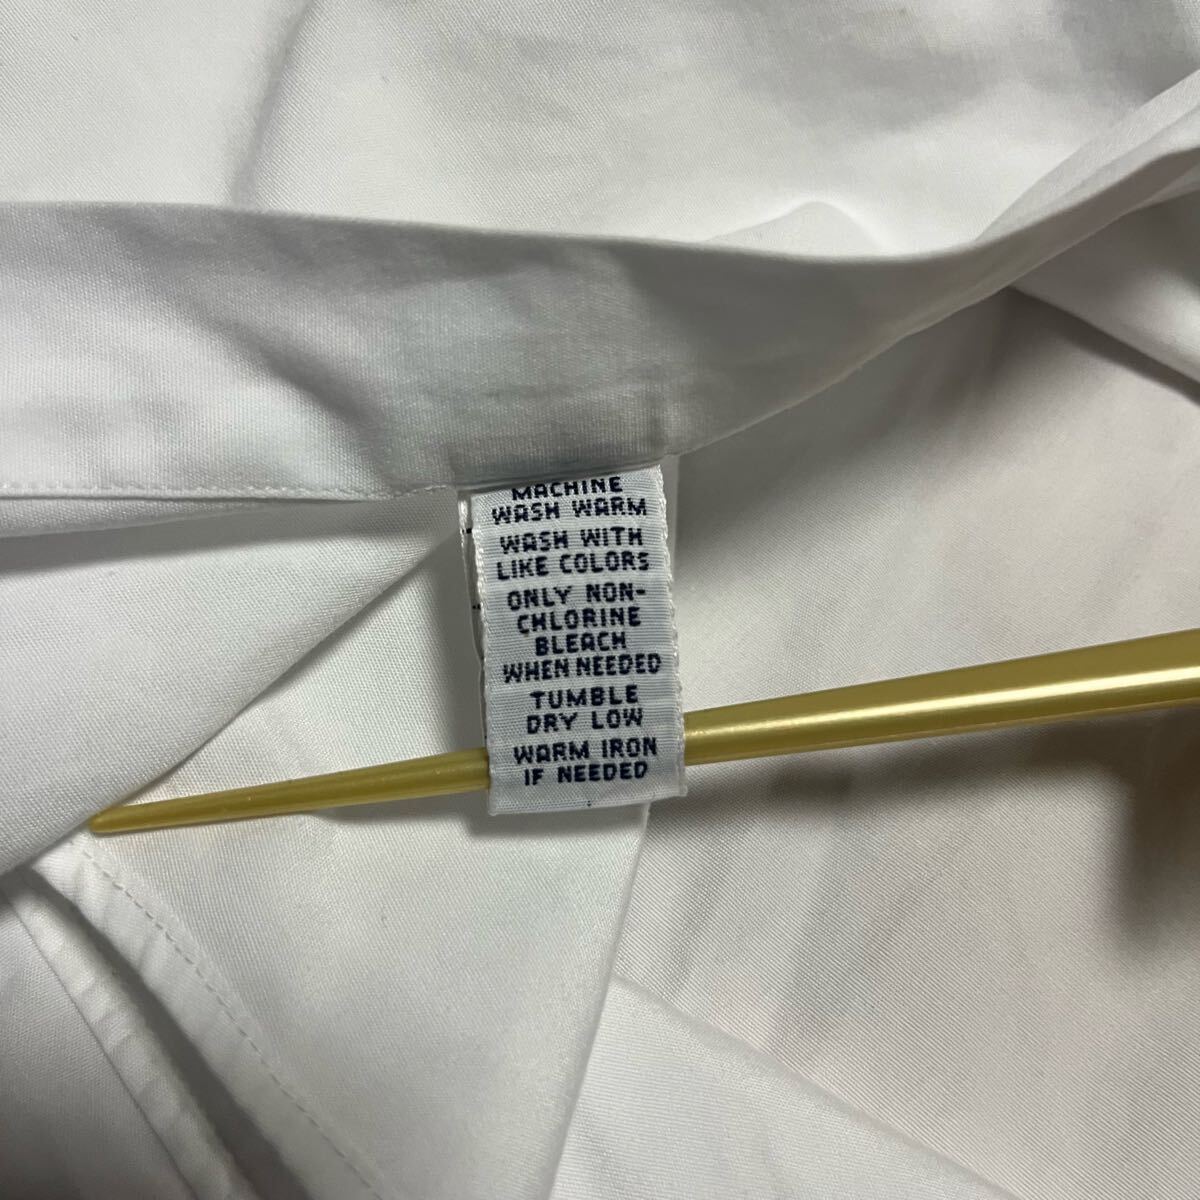 MACHINE
WASH WARM
WASH WITH
LIKE COLORS
ONLY NON-
CHLORINE
BLEACH
WHEN NEEDED
TUMBLE
DRY LOW
WARM IRON
IF NEEDED